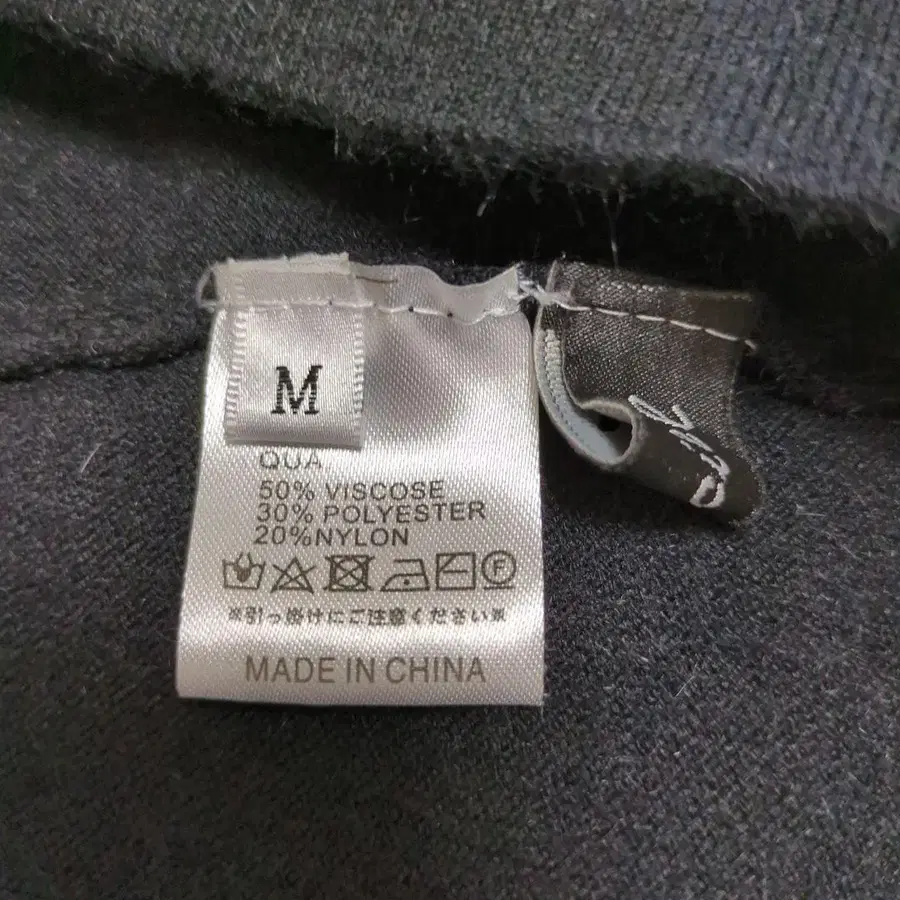 M
QUA
50% VISCOSE
30% POLYESTER
20%NYLON
F
※引っ掛けにご注意ください※
MADE IN CHINA